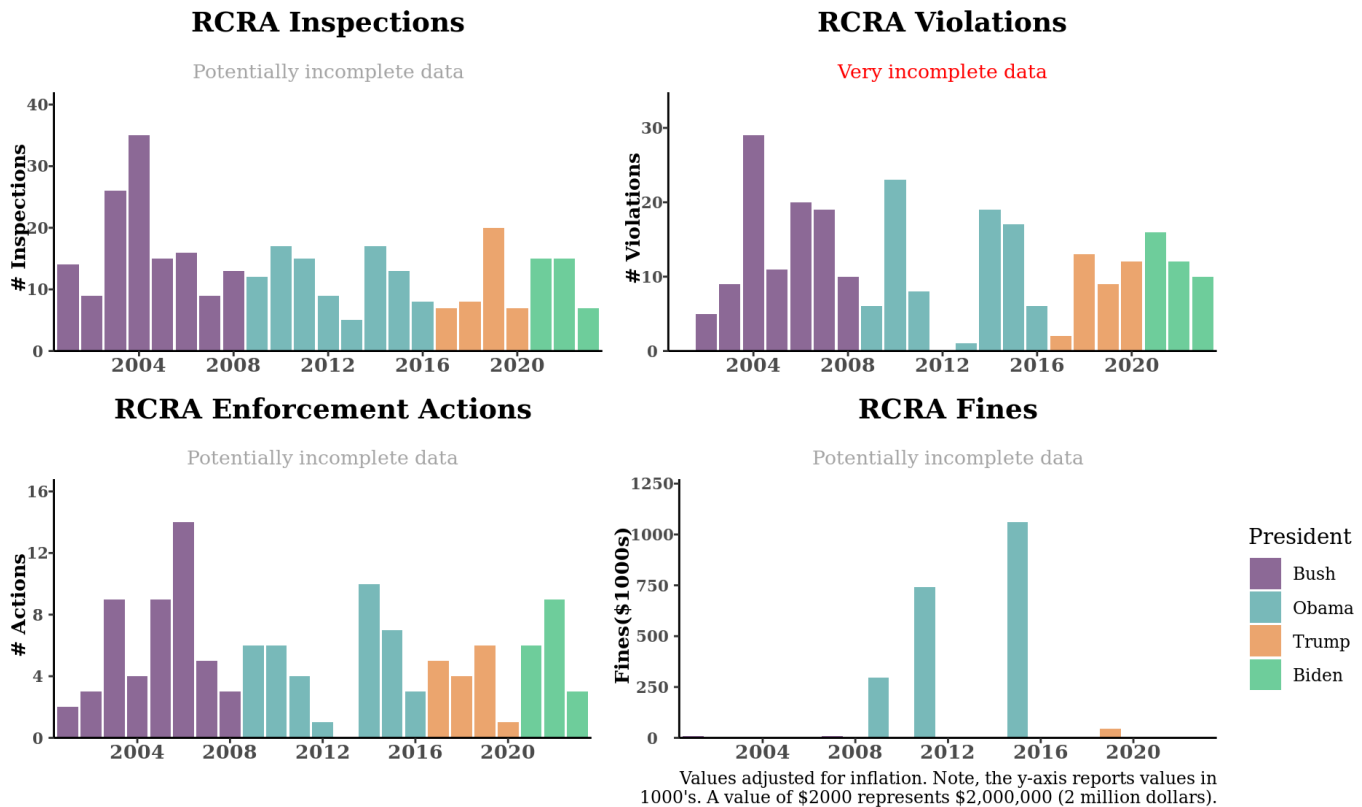 RCRA Inspections
Potentially incomplete data
# Inspections
40
30
20
10
0
2004 2008 2012 2016 2020
RCRA Violations
Very incomplete data
# Violations
30
20
10
0
2004 2008 2012 2016 2020
RCRA Enforcement Actions
Potentially incomplete data
# Actions
16
12
8
4
0
2004 2008 2012 2016 2020
RCRA Fines
Potentially incomplete data
Fines($1000s)
1250
1000
750
500
250
0
2004 2008 2012 2016 2020
President
Bush
Obama
Trump
Biden
Values adjusted for inflation. Note, the y-axis reports values in
1000's. A value of $2000 represents $2,000,000 (2 million dollars).